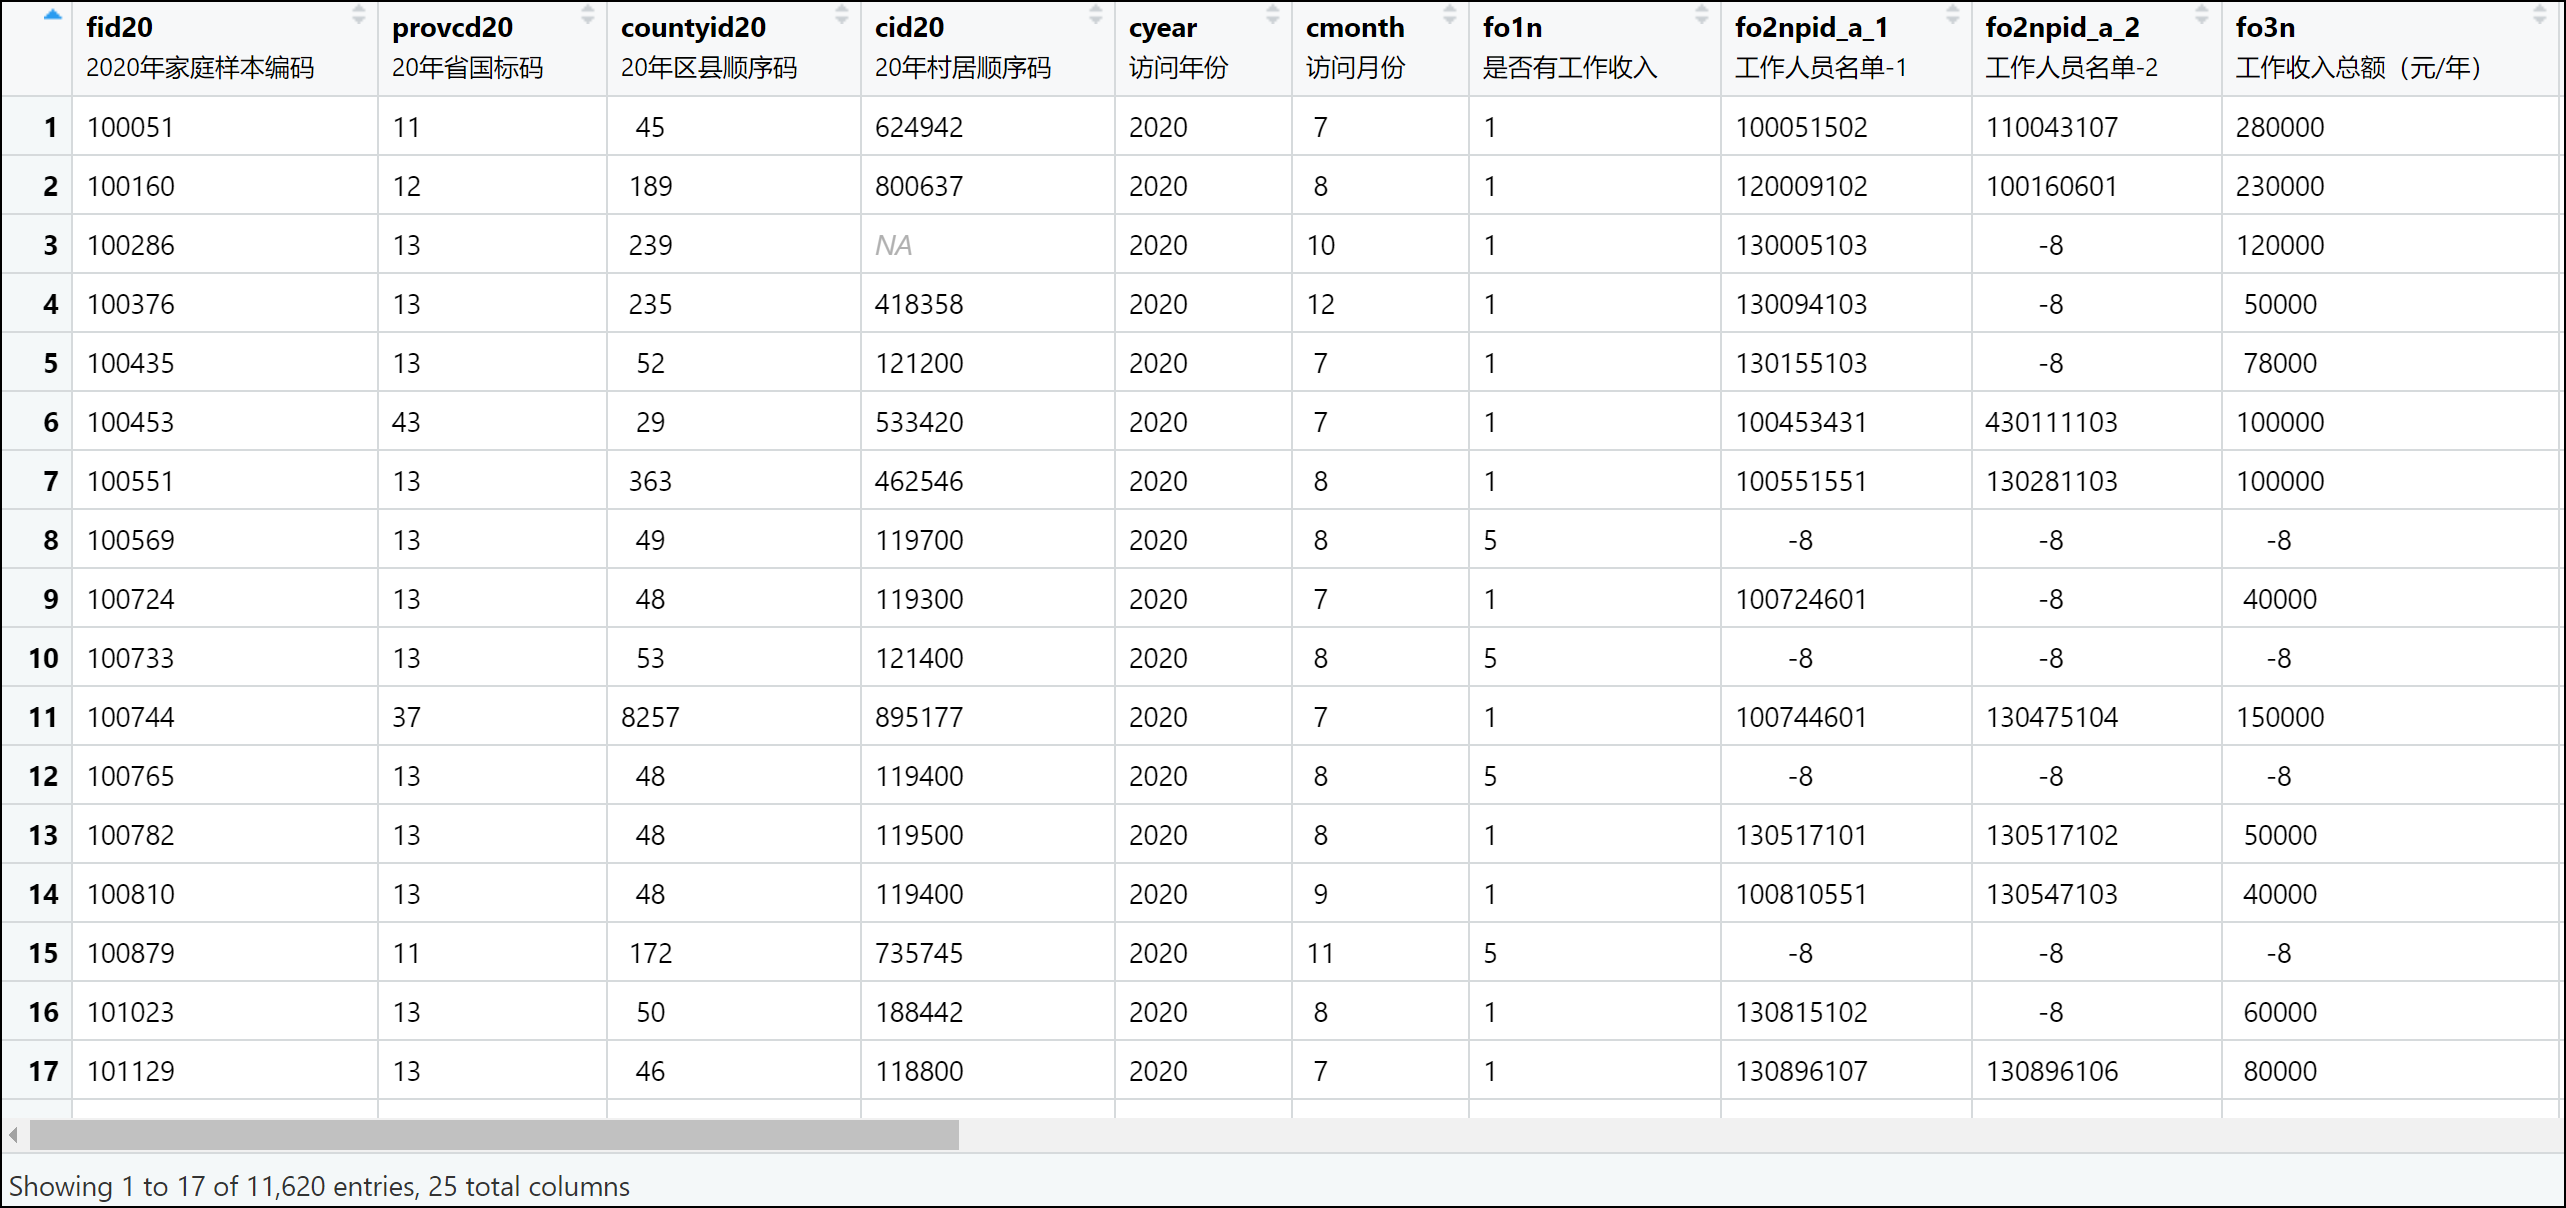 fid20 provcd20 countyid20 cid20 cyear cmonth fo1n fo2npid_a_1 fo2npid_a_2 fo3n
2020年家庭样本编码 20年省国标码 20年区县顺序码 20年村居顺序码 访问年份 访问月份 是否有工作收入 工作人员名单-1 工作人员名单-2 工作收入总额（元/年）
1 100051 11 45 624942 2020 7 1 100051502 110043107 280000
2 100160 12 189 800637 2020 8 1 120009102 100160601 230000
3 100286 13 239 NA 2020 10 1 130005103 -8 120000
4 100376 13 235 418358 2020 12 1 130094103 -8 50000
5 100435 13 52 121200 2020 7 1 130155103 -8 78000
6 100453 43 29 533420 2020 7 1 100453431 430111103 100000
7 100551 13 363 462546 2020 8 1 100551551 130281103 100000
8 100569 13 49 119700 2020 8 5 -8 -8 -8
9 100724 13 48 119300 2020 7 1 100724601 -8 40000
10 100733 13 53 121400 2020 8 5 -8 -8 -8
11 100744 37 8257 895177 2020 7 1 100744601 130475104 150000
12 100765 13 48 119400 2020 8 5 -8 -8 -8
13 100782 13 48 119500 2020 8 1 130517101 130517102 50000
14 100810 13 48 119400 2020 9 1 100810551 130547103 40000
15 100879 11 172 735745 2020 11 5 -8 -8 -8
16 101023 13 50 188442 2020 8 1 130815102 -8 60000
17 101129 13 46 118800 2020 7 1 130896107 130896106 80000
Showing 1 to 17 of 11,620 entries, 25 total columns